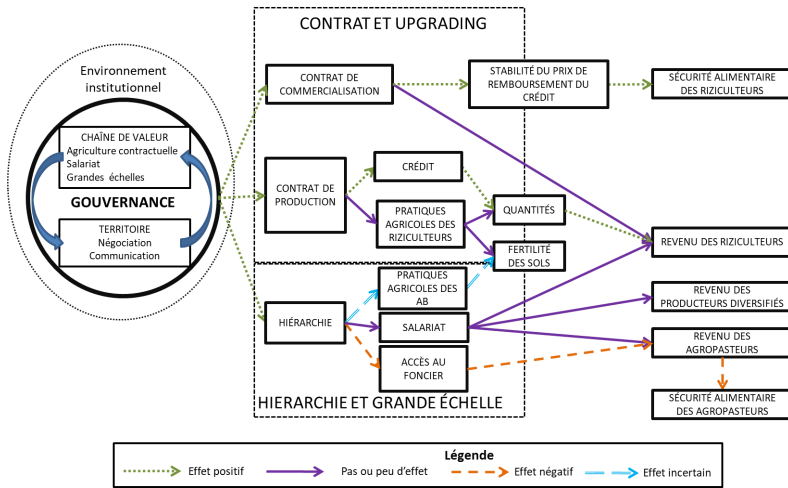 CONTRAT ET UPGRADING
Environnement
institutionnel
CHAÎNE DE VALEUR
Agriculture contractuelle
Salariat
Grandes échelles
GOUVERNANCE
TERRITOIRE
Négociation
Communication
CONTRAT DE
COMMERCIALISATION
STABILITÉ DU PRIX DE
REMBOURSEMENT DU
CRÉDIT
SÉCURITÉ ALIMENTAIRE
DES RIZICULTEURS
CONTRAT DE
PRODUCTION
CRÉDIT
PRATIQUES
AGRICOLES DES
RIZICULTEURS
QUANTITÉS
FERTILITÉ
DES SOLS
REVENU DES RIZICULTEURS
HIÉRARCHIE
PRATIQUES
AGRICOLES DES
AB
SALARIAT
ACCÈS AU
FONCIER
REVENU DES
PRODUCTEURS DIVERSIFIÉS
REVENU DES
AGROPASTEURS
SÉCURITÉ ALIMENTAIRE
DES AGROPASTEURS
HIERARCHIE ET GRANDE ÉCHELLE
Légende
Effet positif
Pas ou peu d'effet
Effet négatif
Effet incertain